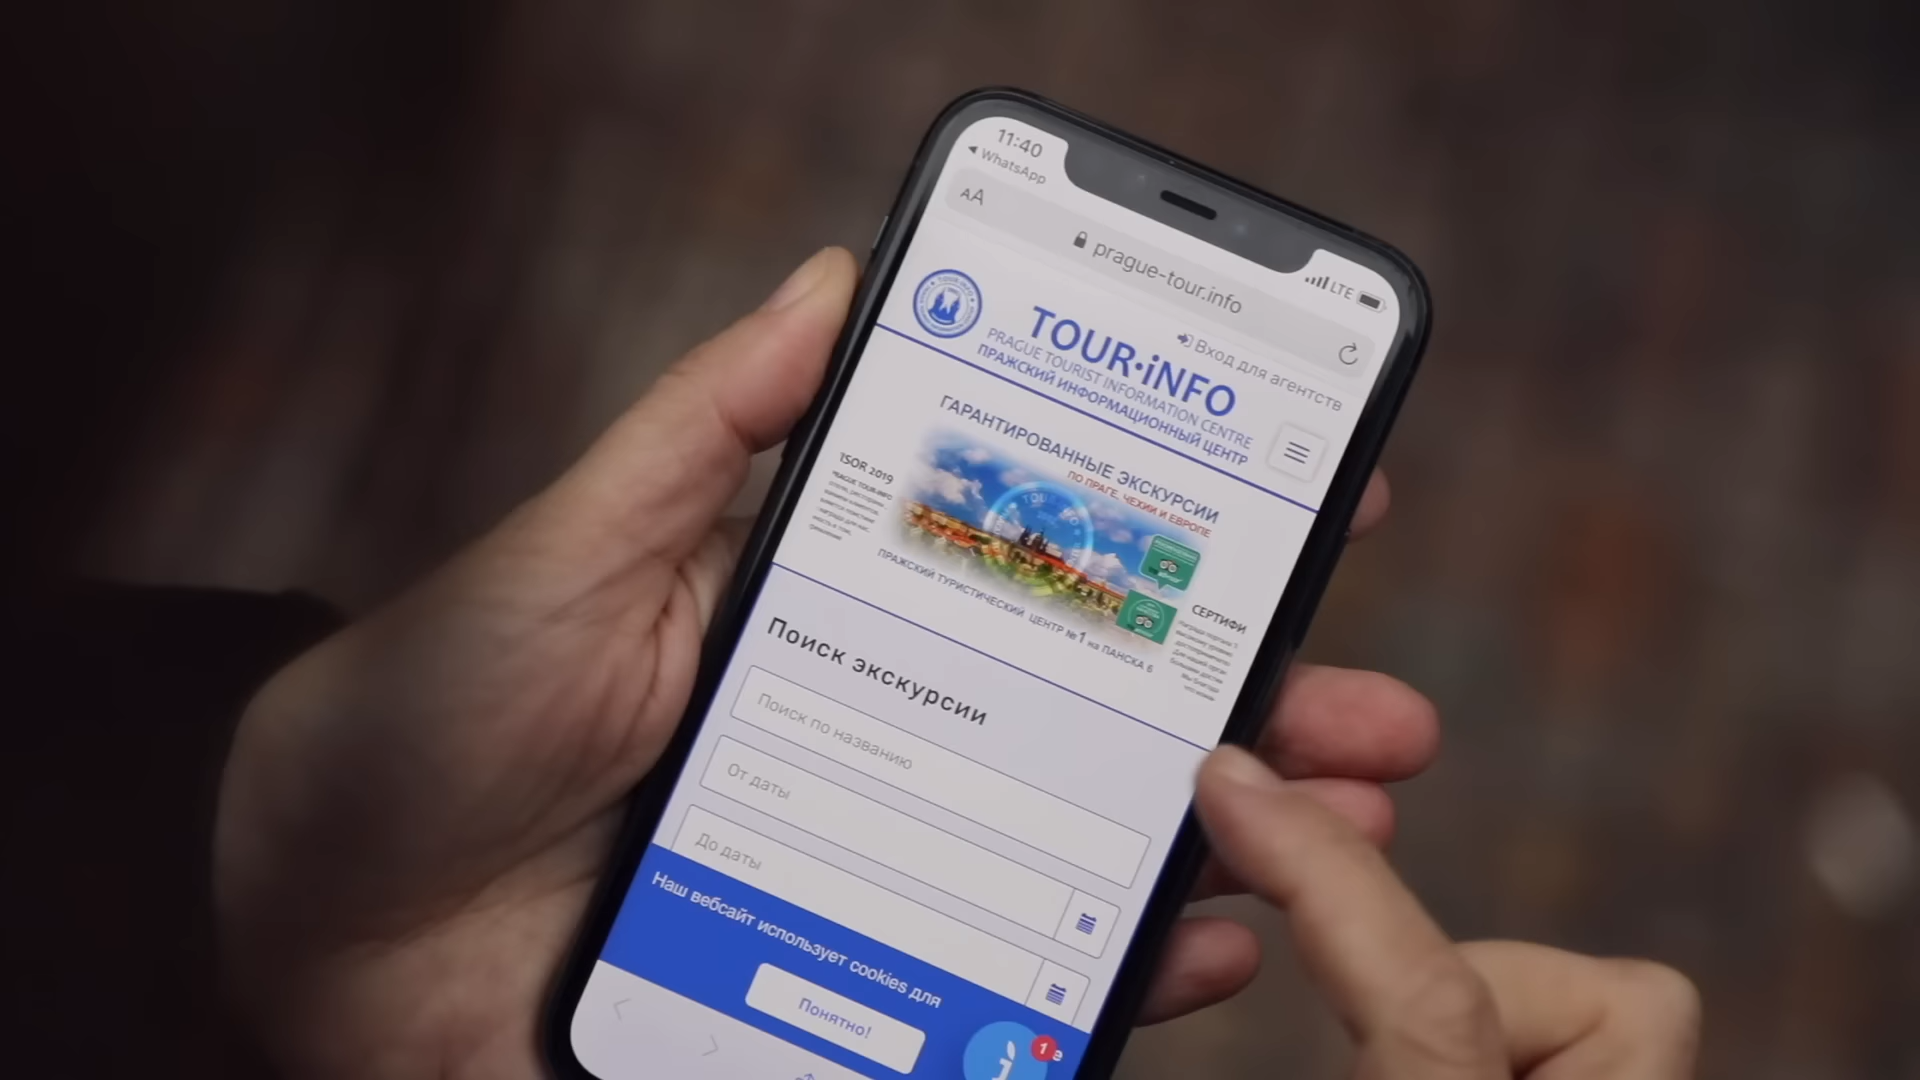 11:40
WhatsApp
LTE
AA
prague-tour.info
Вход для агентств
TOUR·iNFO
PRAGUE TOURIST INFORMATION CENTRE
ПРАЖСКИЙ ИНФОРМАЦИОННЫЙ ЦЕНТР
ГАРАНТИРОВАННЫЕ ЭКСКУРСИИ
ПО ПРАГЕ, ЧЕХИИ И ЕВРОПЕ
ISOR 2019
ПРАЖСКИЙ ТУРИСТИЧЕСКИЙ ЦЕНТР №1 на ПАНСКА 6
СЕРТИФИ
Поиск экскурсии
Поиск по названию
От даты
До даты
Наш вебсайт использует cookies для
Понятно!
1
е